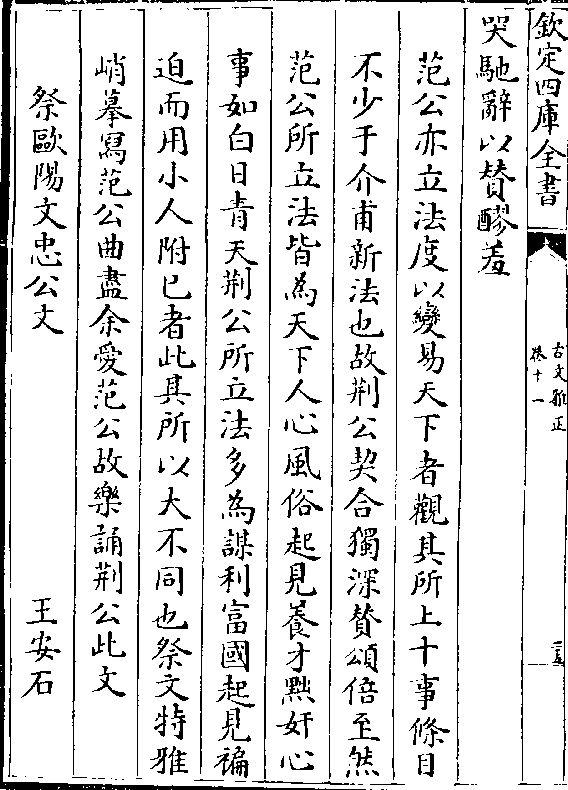 欽定四庫全書
古文雅正
卷十一
哭馳辭以贊醪羞
范公亦立法度以變易天下者觀其所上十事條目
不少于介甫新法也故荆公契合獨深賛頌倍至然
范公所立法皆為天下人心風俗起見養才黜奸心
事如白日青天荆公所立法多為謀利富國起見褊
迫而用小人附已者此其所以大不同也祭文特雅
峭摹寫范公曲盡余愛范公故樂誦荆公此文
祭歐陽文忠公文 王安石